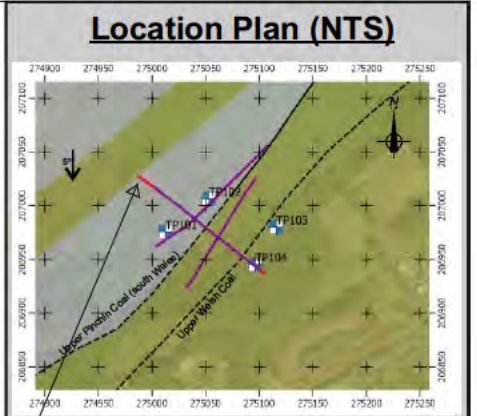 Location Plan (NTS)
274900 274950 275000 275050 275100 275150 275200 275250
207100 207100
N
207050 207050
5°
TP102
207000 207000
TP101 TP103
206950 206950
TP104
Upper Pinchin Coal (south Wales)
Upper Welsh Coal
206900 206900
206850 206850
274900 274950 275000 275050 275100 275150 275200 275250